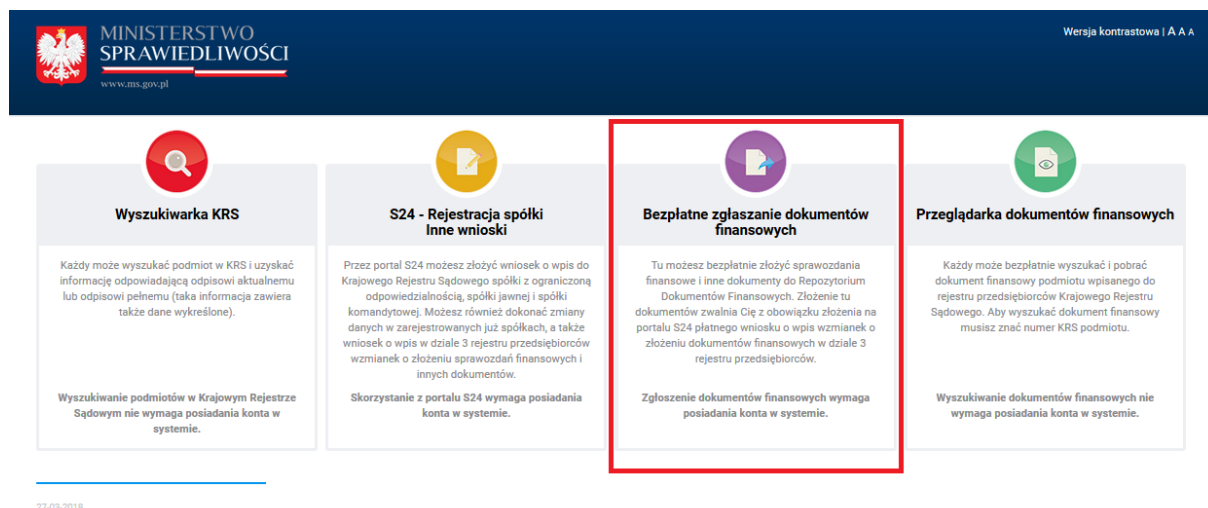 MINISTERSTWO
SPRAWIEDLIWOŚCI
www.ms.gov.pl
Wersja kontrastowa | A A A
Wyszukiwarka KRS
Każdy może wyszukać podmiot w KRS i uzyskać
informację odpowiadającą odpisowi aktualnemu
lub odpisowi pełnemu (taka informacja zawiera
także dane wykreślone).
Wyszukiwanie podmiotów w Krajowym Rejestrze
Sądowym nie wymaga posiadania konta w
systemie.
S24 - Rejestracja spółki
Inne wnioski
Przez portal S24 możesz złożyć wniosek o wpis do
Krajowego Rejestru Sądowego spółki z ograniczoną
odpowiedzialnością, spółki jawnej i spółki
komandytowej. Możesz również dokonać zmiany
danych w zarejestrowanych już spółkach, a także
wniosek o wpis w dziale 3 rejestru przedsiębiorców
wzmianek o złożeniu sprawozdań finansowych i
innych dokumentów.
Skorzystanie z portalu S24 wymaga posiadania
konta w systemie.
Bezpłatne zgłaszanie dokumentów
finansowych
Tu możesz bezpłatnie złożyć sprawozdania
finansowe i inne dokumenty do Repozytorium
Dokumentów Finansowych. Złożenie tu
dokumentów zwalnia Cię z obowiązku złożenia na
portalu S24 płatnego wniosku o wpis wzmianek o
złożeniu dokumentów finansowych w dziale 3
rejestru przedsiębiorców.
Zgłoszenie dokumentów finansowych wymaga
posiadania konta w systemie.
Przeglądarka dokumentów finansowych
Każdy może bezpłatnie wyszukać i pobrać
dokument finansowy podmiotu wpisanego do
rejestru przedsiębiorców Krajowego Rejestru
Sądowego. Aby wyszukać dokument finansowy
musisz znać numer KRS podmiotu.
Wyszukiwanie dokumentów finansowych nie
wymaga posiadania konta w systemie.
27-03-2018